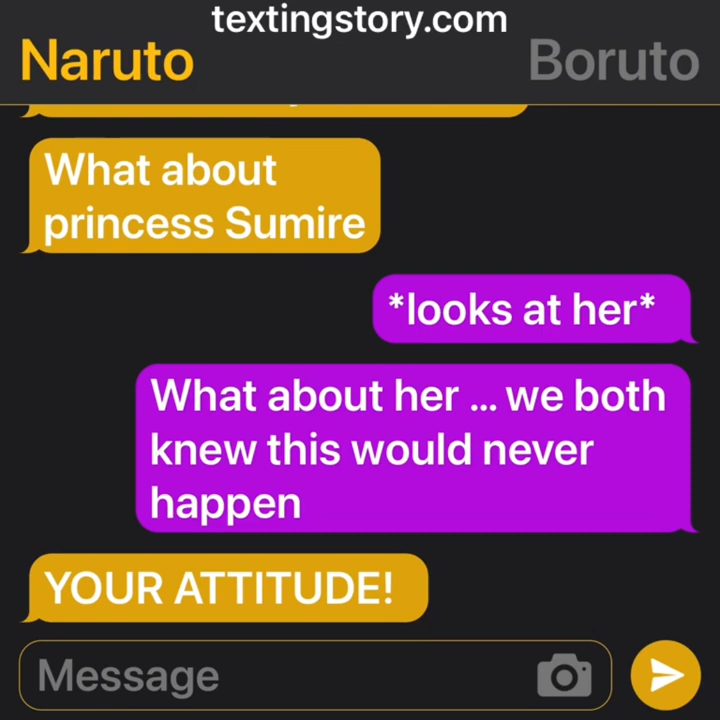 textingstory.com
Naruto
Boruto
What about
princess Sumire
*looks at her*
What about her ... we both
knew this would never
happen
YOUR ATTITUDE!
Message